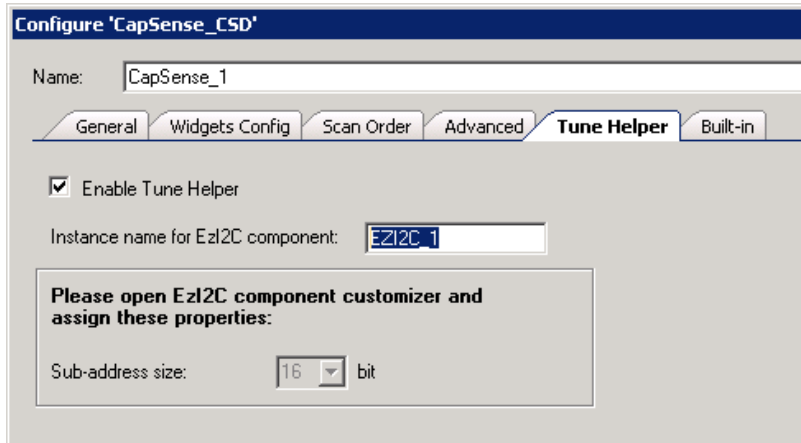 Configure 'CapSense_CSD'
Name: CapSense_1
General Widgets Config Scan Order Advanced Tune Helper Built-in
Enable Tune Helper
Instance name for EzI2C component: EZI2C_1
Please open EzI2C component customizer and
assign these properties:
Sub-address size: 16 bit